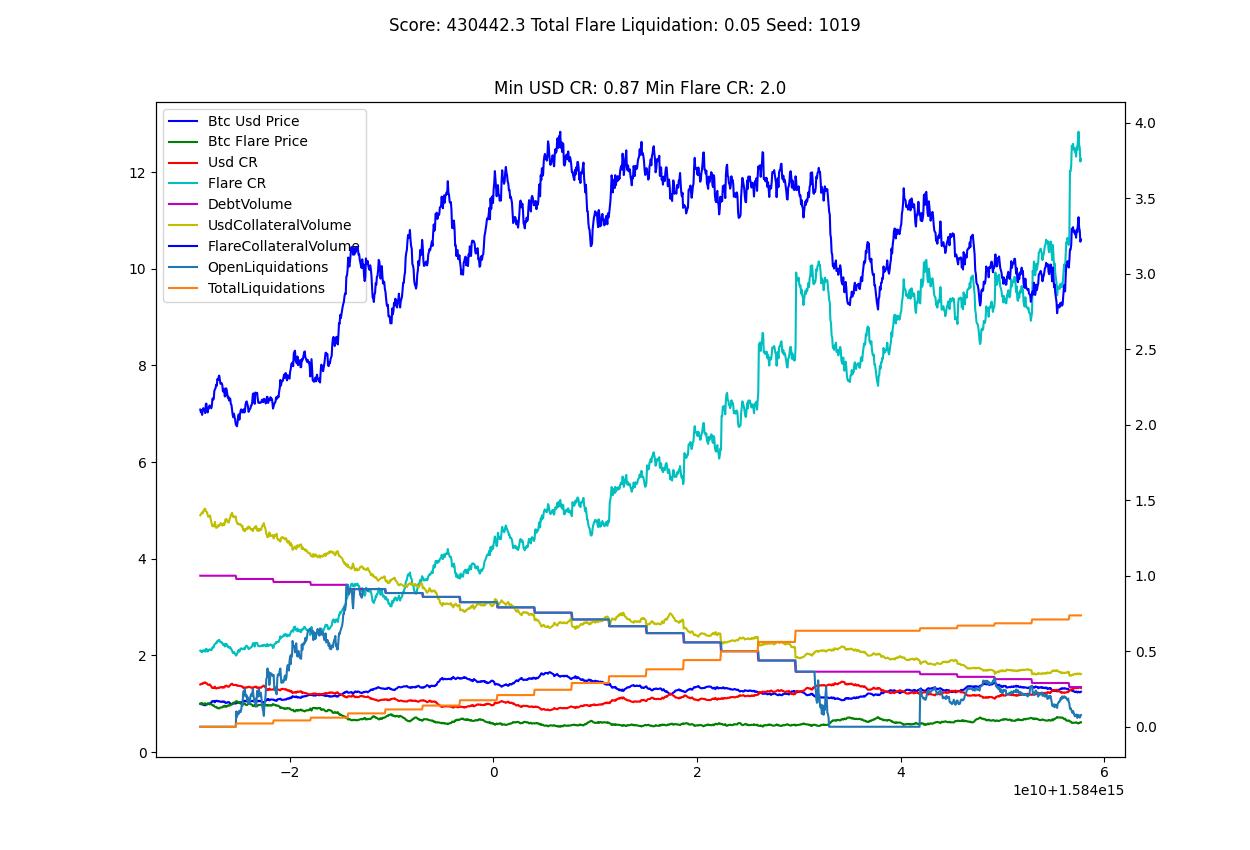 Score: 430442.3 Total Flare Liquidation: 0.05 Seed: 1019
Min USD CR: 0.87 Min Flare CR: 2.0
Btc Usd Price
Btc Flare Price
Usd CR
Flare CR
DebtVolume
UsdCollateralVolume
FlareCollateralVolume
OpenLiquidations
TotalLiquidations
12
10
8
6
4
2
0
4.0
3.5
3.0
2.5
2.0
1.5
1.0
0.5
0.0
−2 0 2 4 6
1e10+1.584e15